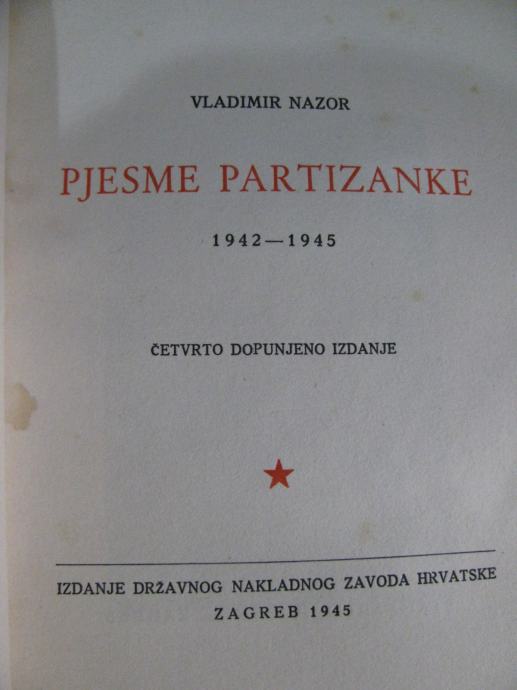 VLADIMIR NAZOR
PJESME PARTIZANKE
1942—1945
ČETVRTO DOPUNJENO IZDANJE
IZDANJE DRŽAVNOG NAKLADNOG ZAVODA HRVATSKE
ZAGREB 1945